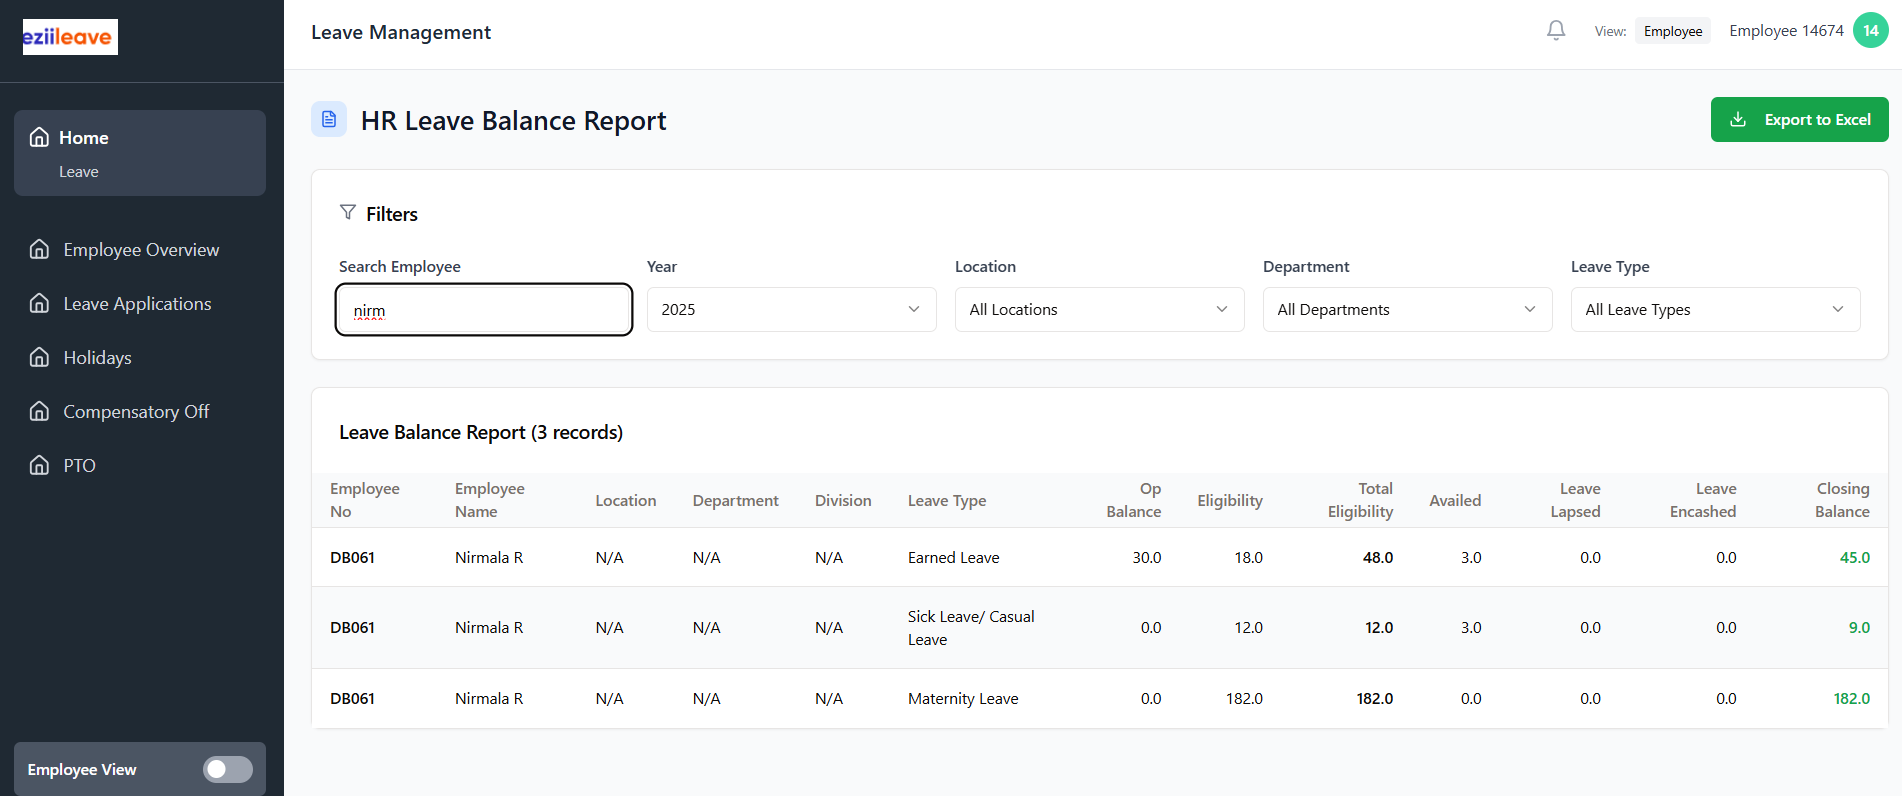 eziileave
Leave Management
View: Employee Employee 14674 14
Home
Leave
Employee Overview
Leave Applications
Holidays
Compensatory Off
PTO
Employee View
HR Leave Balance Report
Export to Excel
Filters
Search Employee Year Location Department Leave Type
nirm 2025 All Locations All Departments All Leave Types
Leave Balance Report (3 records)
Employee No Employee Name Location Department Division Leave Type Op Balance Eligibility Total Eligibility Availed Leave Lapsed Leave Encashed Closing Balance
DB061 Nirmala R N/A N/A N/A Earned Leave 30.0 18.0 48.0 3.0 0.0 0.0 45.0
DB061 Nirmala R N/A N/A N/A Sick Leave/ Casual Leave 0.0 12.0 12.0 3.0 0.0 0.0 9.0
DB061 Nirmala R N/A N/A N/A Maternity Leave 0.0 182.0 182.0 0.0 0.0 0.0 182.0